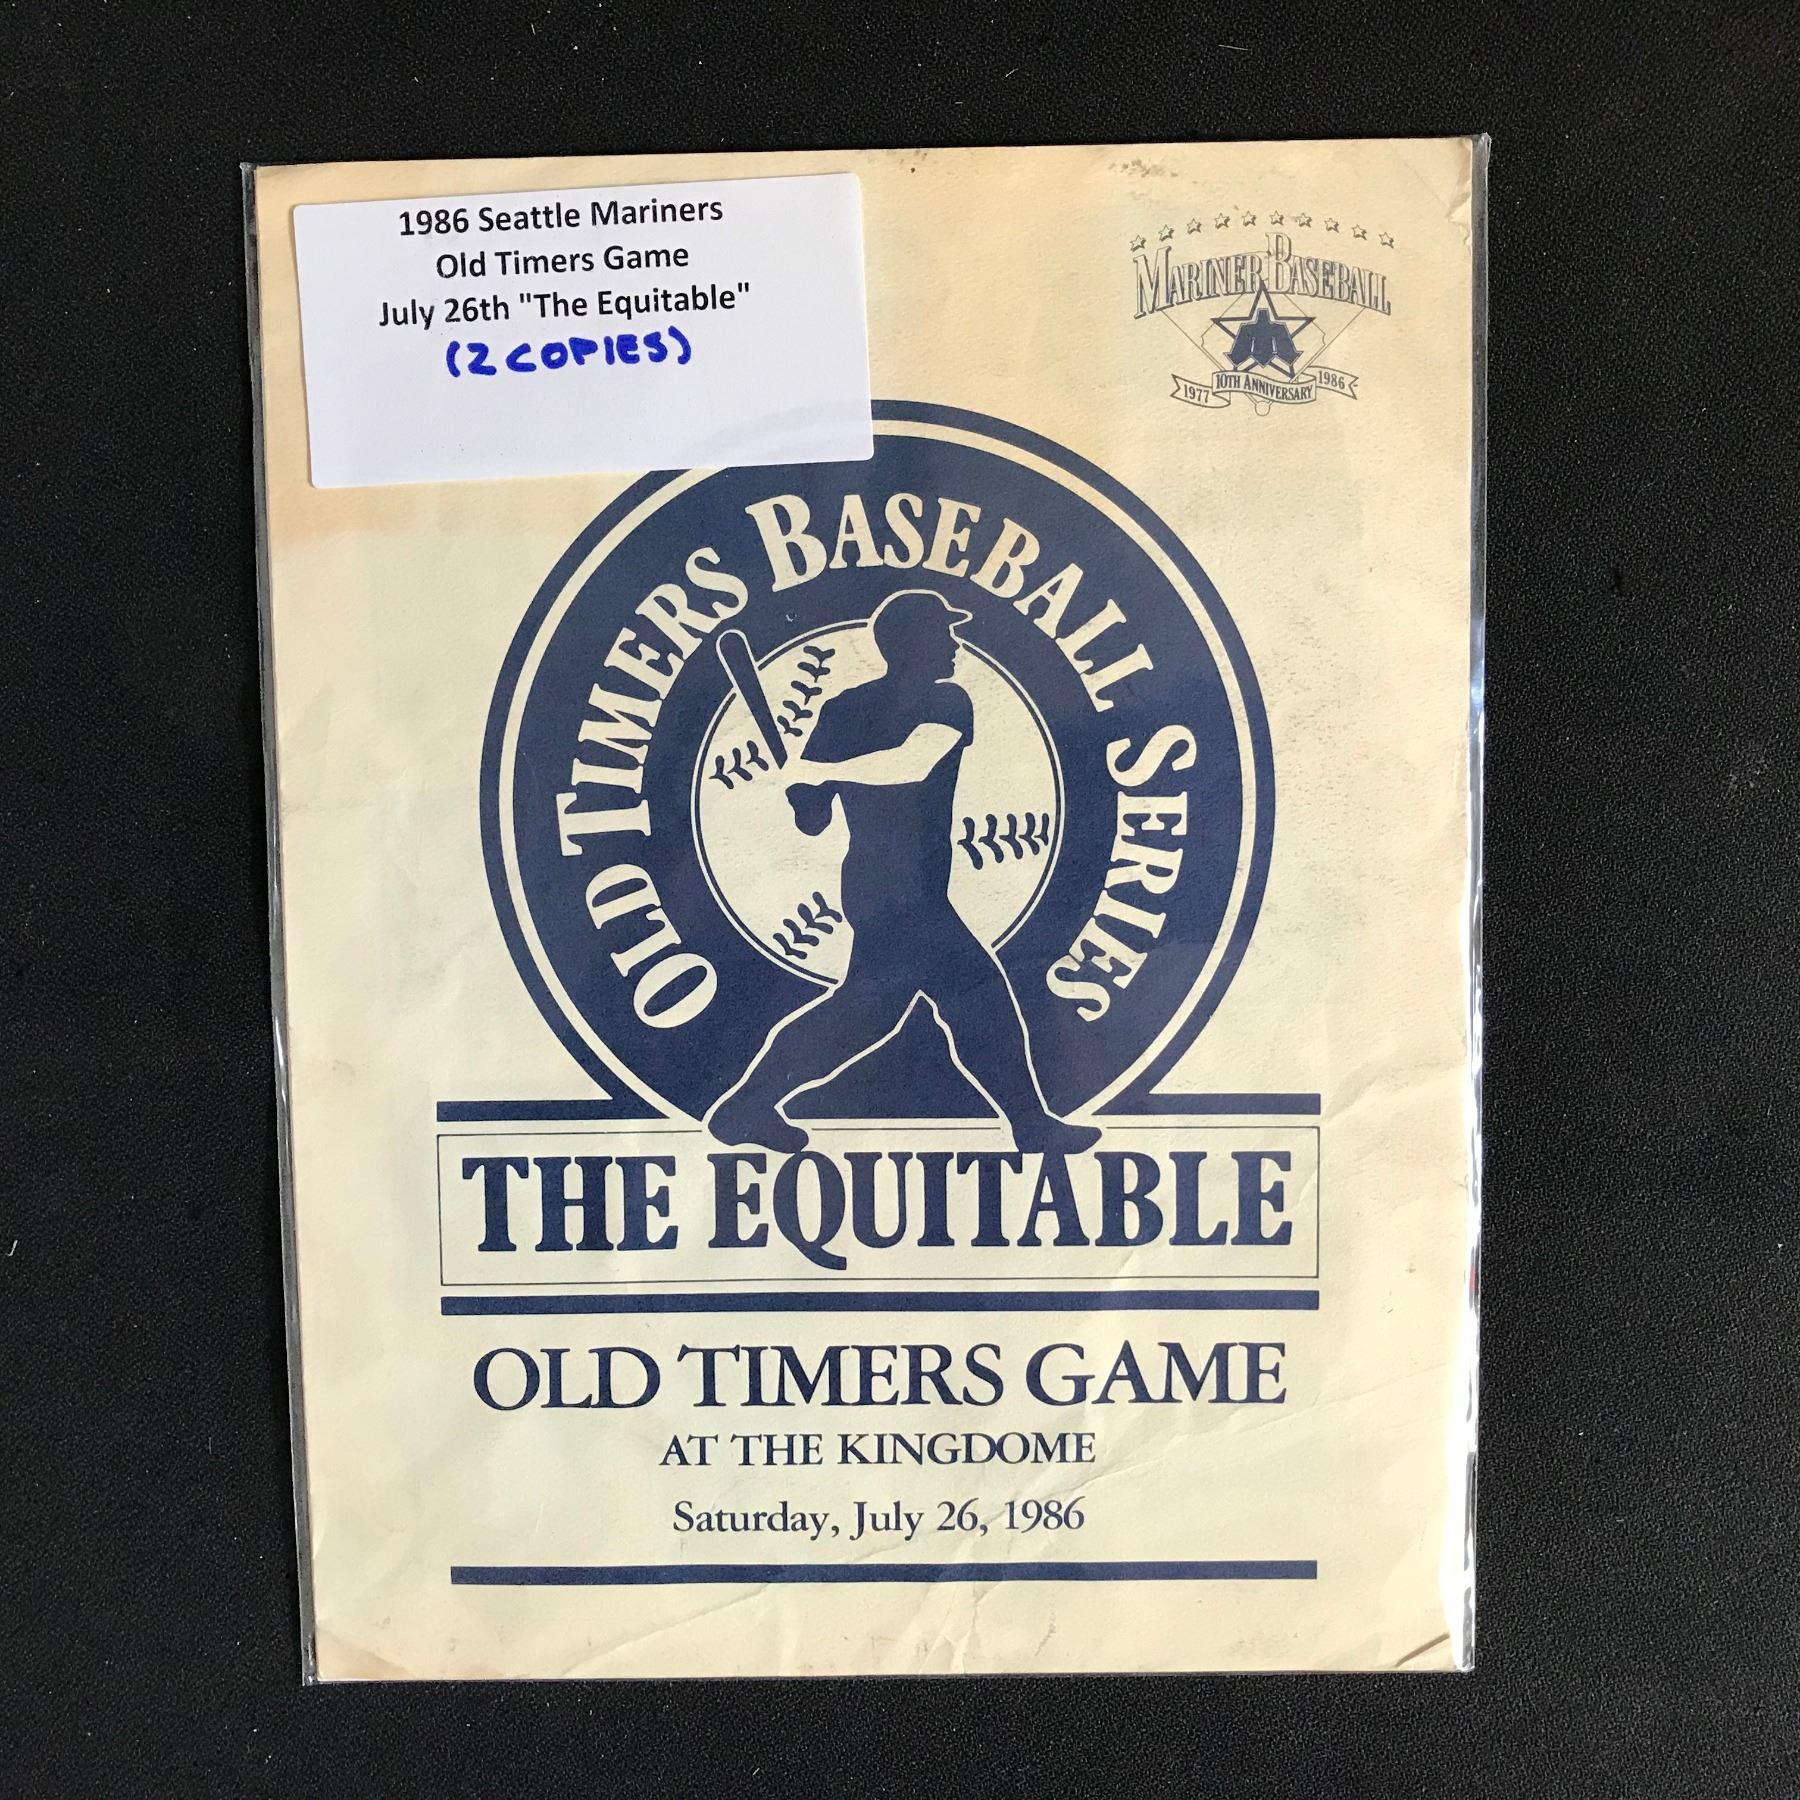 1986 Seattle Mariners
Old Timers Game
July 26th "The Equitable"
(2 COPIES)
MARINER BASEBALL
1977 10TH ANNIVERSARY 1986
OLD TIMERS BASEBALL SERIES
THE EQUITABLE
OLD TIMERS GAME
AT THE KINGDOME
Saturday, July 26, 1986